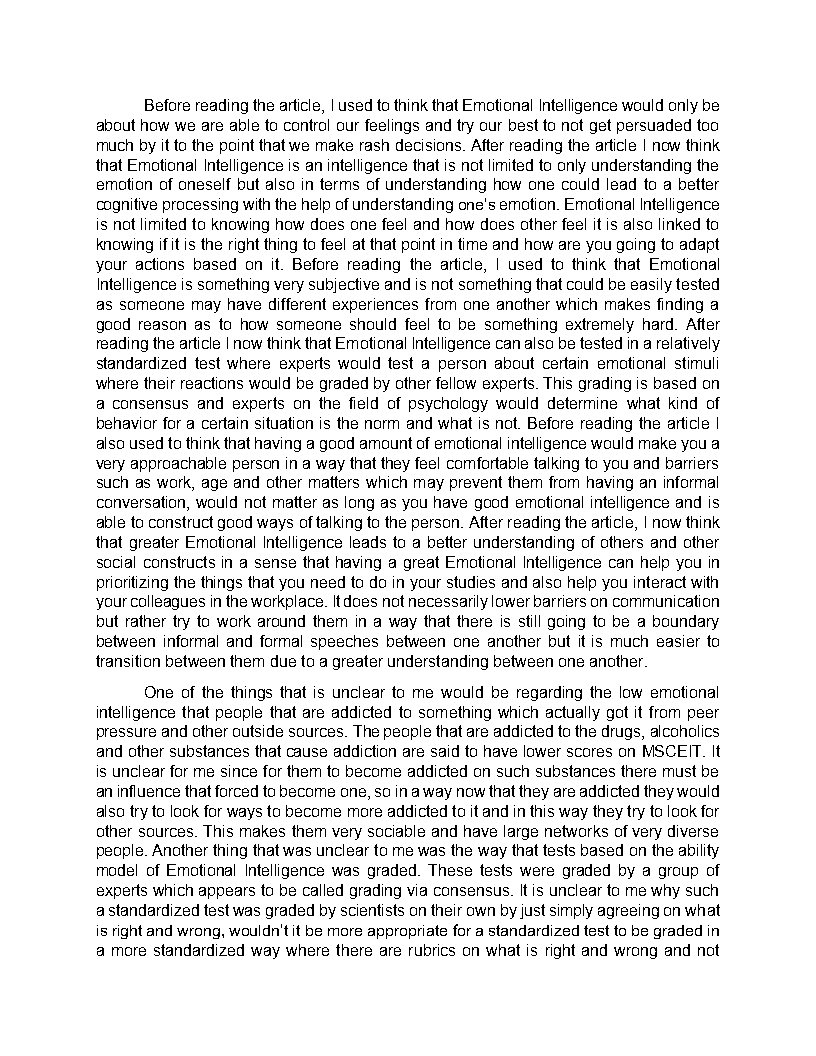 Before reading the article, I used to think that Emotional Intelligence would only be
about how we are able to control our feelings and try our best to not get persuaded too
much by it to the point that we make rash decisions. After reading the article I now think
that Emotional Intelligence is an intelligence that is not limited to only understanding the
emotion of oneself but also in terms of understanding how one could lead to a better
cognitive processing with the help of understanding one's emotion. Emotional Intelligence
is not limited to knowing how does one feel and how does other feel it is also linked to
knowing if it is the right thing to feel at that point in time and how are you going to adapt
your actions based on it. Before reading the article, I used to think that Emotional
Intelligence is something very subjective and is not something that could be easily tested
as someone may have different experiences from one another which makes finding a
good reason as to how someone should feel to be something extremely hard. After
reading the article I now think that Emotional Intelligence can also be tested in a relatively
standardized test where experts would test a person about certain emotional stimuli
where their reactions would be graded by other fellow experts. This grading is based on
a consensus and experts on the field of psychology would determine what kind of
behavior for a certain situation is the norm and what is not. Before reading the article I
also used to think that having a good amount of emotional intelligence would make you a
very approachable person in a way that they feel comfortable talking to you and barriers
such as work, age and other matters which may prevent them from having an informal
conversation, would not matter as long as you have good emotional intelligence and is
able to construct good ways of talking to the person. After reading the article, I now think
that greater Emotional Intelligence leads to a better understanding of others and other
social constructs in a sense that having a great Emotional Intelligence can help you in
prioritizing the things that you need to do in your studies and also help you interact with
your colleagues in the workplace. It does not necessarily lower barriers on communication
but rather try to work around them in a way that there is still going to be a boundary
between informal and formal speeches between one another but it is much easier to
transition between them due to a greater understanding between one another.
One of the things that is unclear to me would be regarding the low emotional
intelligence that people that are addicted to something which actually got it from peer
pressure and other outside sources. The people that are addicted to the drugs, alcoholics
and other substances that cause addiction are said to have lower scores on MSCEIT. It
is unclear for me since for them to become addicted on such substances there must be
an influence that forced to become one, so in a way now that they are addicted they would
also try to look for ways to become more addicted to it and in this way they try to look for
other sources. This makes them very sociable and have large networks of very diverse
people. Another thing that was unclear to me was the way that tests based on the ability
model of Emotional Intelligence was graded. These tests were graded by a group of
experts which appears to be called grading via consensus. It is unclear to me why such
a standardized test was graded by scientists on their own by just simply agreeing on what
is right and wrong, wouldn't it be more appropriate for a standardized test to be graded in
a more standardized way where there are rubrics on what is right and wrong and not